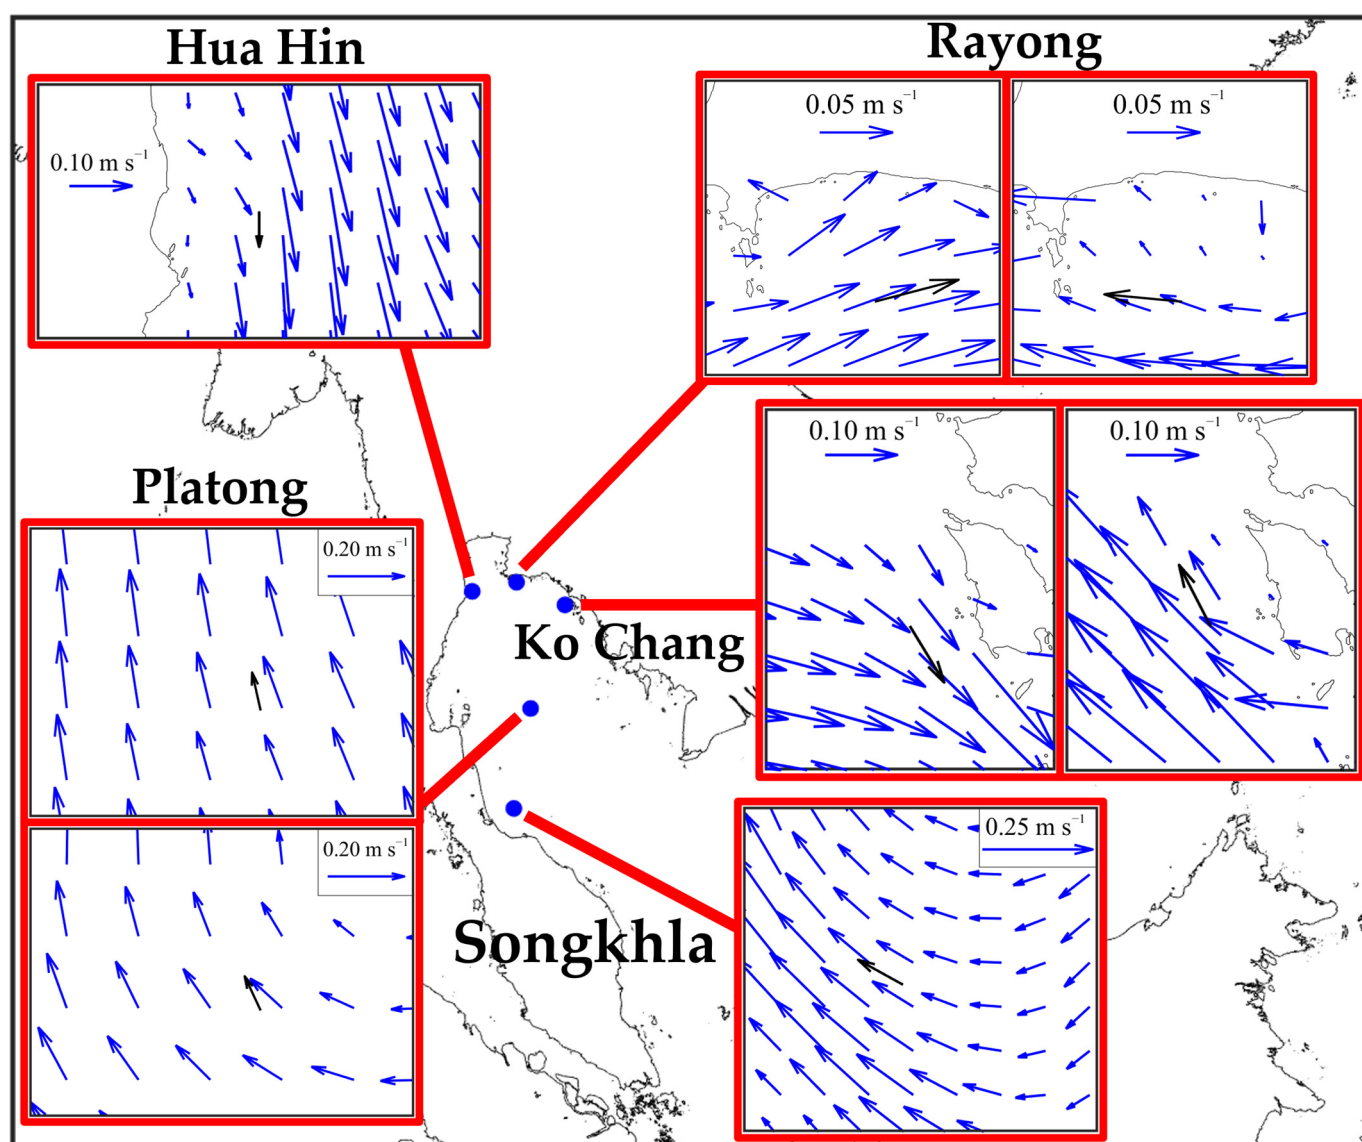 Hua Hin
Rayong
0.10 m s⁻¹
0.05 m s⁻¹
0.05 m s⁻¹
0.10 m s⁻¹
0.10 m s⁻¹
Platong
0.20 m s⁻¹
Ko Chang
0.20 m s⁻¹
0.25 m s⁻¹
Songkhla